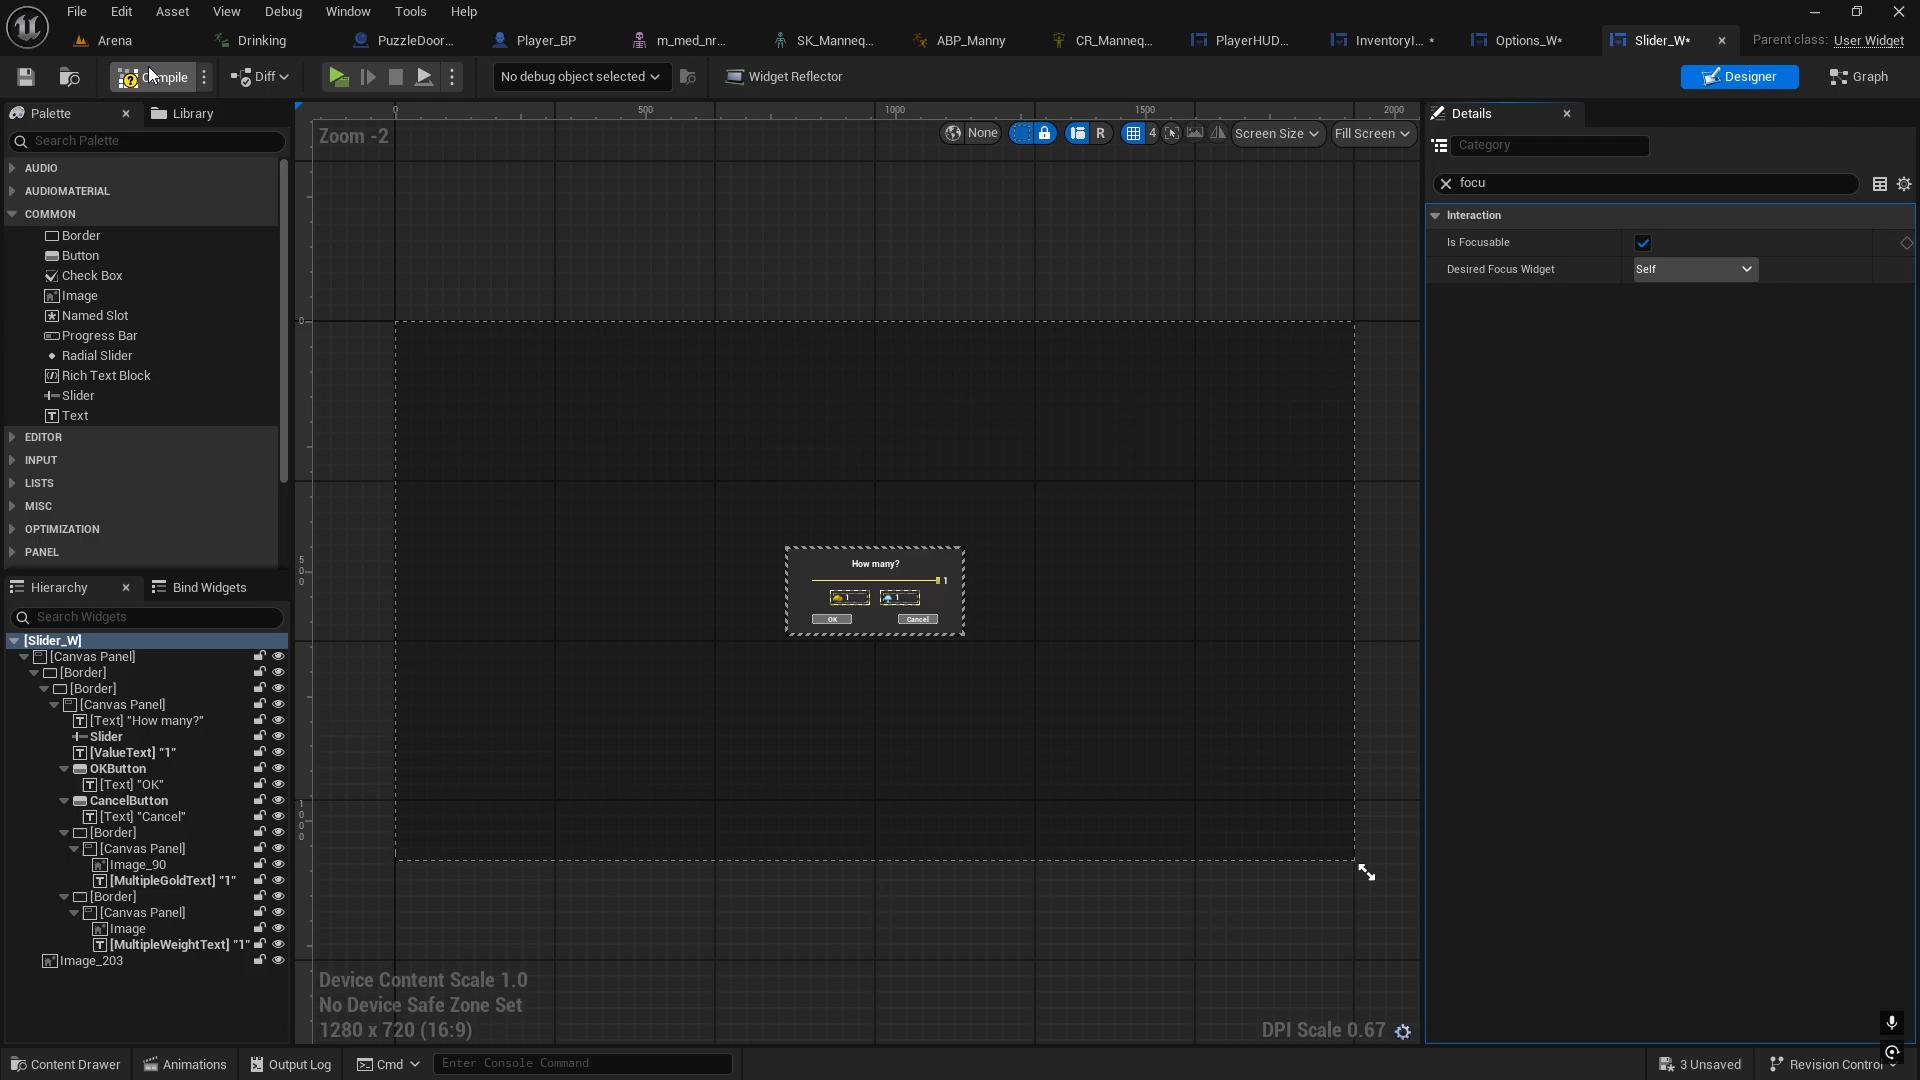 File Edit Asset View Debug Window Tools Help
Arena Drinking PuzzleDoor... Player_BP m_med_nr... SK_Manneq... ABP_Manny CR_Manneq... PlayerHUD... InventoryI... * Options_W* Slider_W* Parent class: User Widget
Compile Diff No debug object selected Widget Reflector Designer Graph
Palette Library
Search Palette
AUDIO
AUDIOMATERIAL
COMMON
Border
Button
Check Box
Image
Named Slot
Progress Bar
Radial Slider
Rich Text Block
Slider
Text
EDITOR
INPUT
LISTS
MISC
OPTIMIZATION
PANEL
Hierarchy Bind Widgets
Search Widgets
[Slider_W]
[Canvas Panel]
[Border]
[Border]
[Canvas Panel]
[Text] "How many?"
Slider
[ValueText] "1"
OKButton
[Text] "OK"
CancelButton
[Text] "Cancel"
[Border]
[Canvas Panel]
Image_90
[MultipleGoldText] "1"
[Border]
[Canvas Panel]
Image
[MultipleWeightText] "1"
Image_203
0 500 1000 1500 2000
Zoom -2
None R 4 Screen Size Fill Screen
0
500
1000
How many?
1
1 1
OK Cancel
Device Content Scale 1.0
No Device Safe Zone Set
1280 x 720 (16:9)
DPI Scale 0.67
Details
Category
focu
Interaction
Is Focusable
Desired Focus Widget Self
Content Drawer Animations Output Log Cmd Enter Console Command 3 Unsaved Revision Control